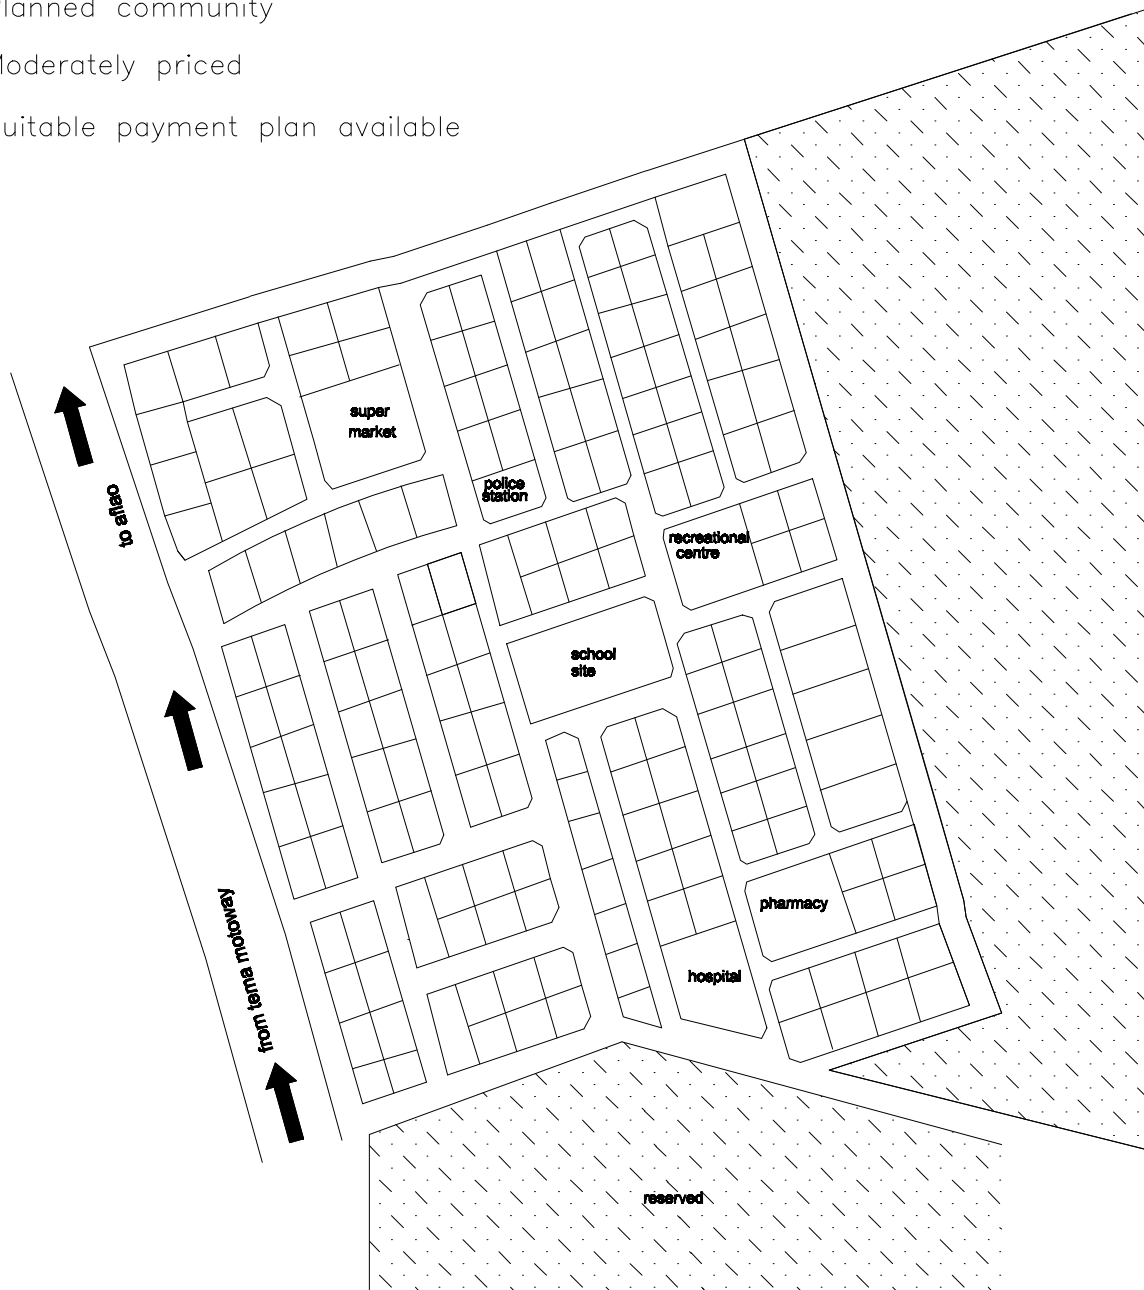 lanned community
loderately priced
uitable payment plan available
super
market
police
station
to aflao
recreational
centre
school
site
pharmacy
from tema motoway
hospital
reserved